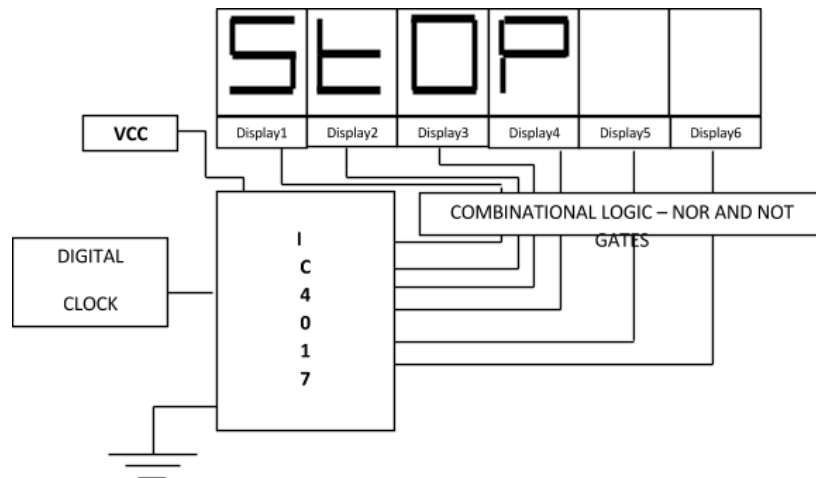 StOP
Display1 Display2 Display3 Display4 Display5 Display6
VCC
COMBINATIONAL LOGIC – NOR AND NOT
GATES
DIGITAL
CLOCK
I
C
4
0
1
7